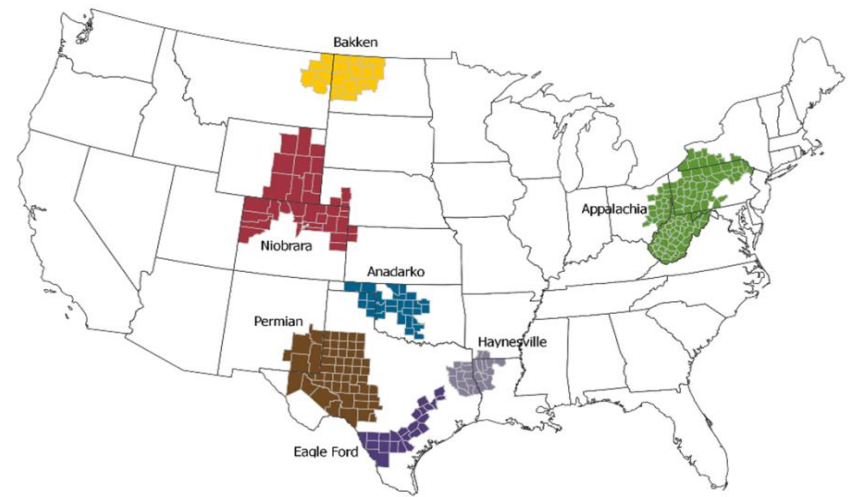 Bakken
Appalachia
Niobrara
Anadarko
Permian
Haynesville
Eagle Ford